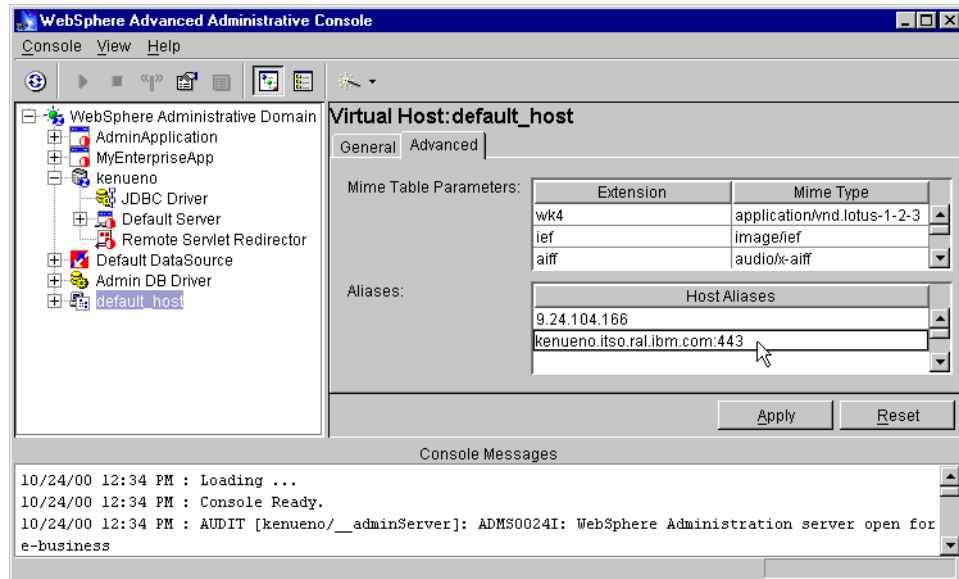 WebSphere Advanced Administrative Console
Console View Help
WebSphere Administrative Domain
AdminApplication
MyEnterpriseApp
kenueno
JDBC Driver
Default Server
Remote Servlet Redirector
Default DataSource
Admin DB Driver
default_host
Virtual Host:default_host
General Advanced
Mime Table Parameters:
Extension Mime Type
wk4 application/vnd.lotus-1-2-3
ief image/ief
aiff audio/x-aiff
Aliases:
Host Aliases
9.24.104.166
kenueno.itso.ral.ibm.com:443
Apply Reset
Console Messages
10/24/00 12:34 PM : Loading ...
10/24/00 12:34 PM : Console Ready.
10/24/00 12:34 PM : AUDIT [kenueno/__adminServer]: ADMS0024I: WebSphere Administration server open for
e-business